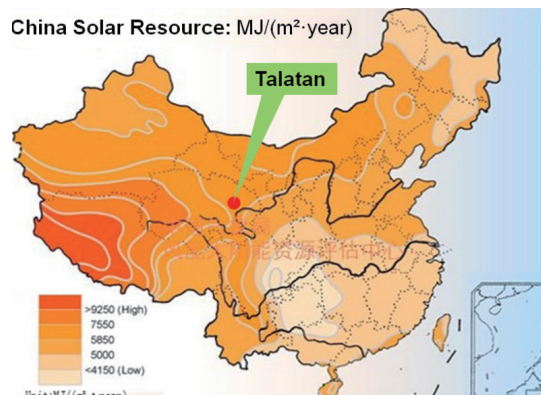 China Solar Resource: MJ/(m²·year)
Talatan
>9250 (High)
7550
5850
5000
<4150 (Low)